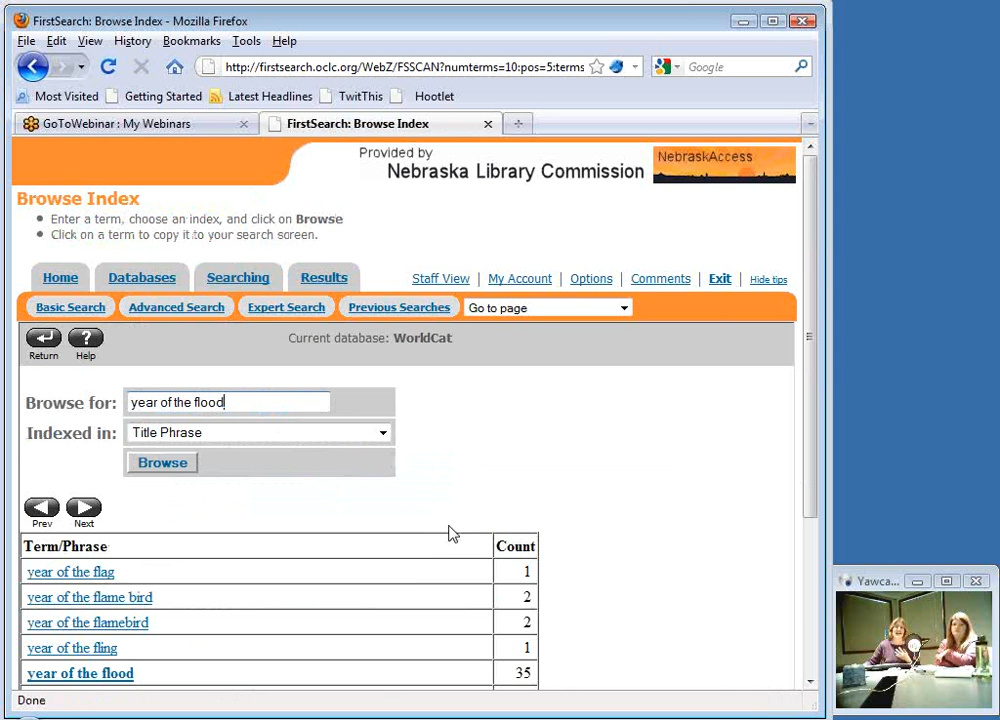 FirstSearch: Browse Index - Mozilla Firefox
File Edit View History Bookmarks Tools Help
http://firstsearch.oclc.org/WebZ/FSSCAN?numterms=10:pos=5:terms
Google
Most Visited Getting Started Latest Headlines TwitThis Hootlet
GoToWebinar : My Webinars
FirstSearch: Browse Index
Provided by
Nebraska Library Commission
NebraskAccess
Browse Index
• Enter a term, choose an index, and click on Browse
• Click on a term to copy it to your search screen.
Home Databases Searching Results
Staff View | My Account | Options | Comments | Exit | Hide tips
Basic Search Advanced Search Expert Search Previous Searches Go to page
Return Help
Current database: WorldCat
Browse for: year of the flood
Indexed in: Title Phrase
Browse
Prev Next
Term/Phrase Count
year of the flag 1
year of the flame bird 2
year of the flamebird 2
year of the fling 1
year of the flood 35
Done
Yawca...